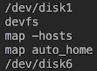 /dev/disk1
devfs
map -hosts
map auto_home
/dev/disk6